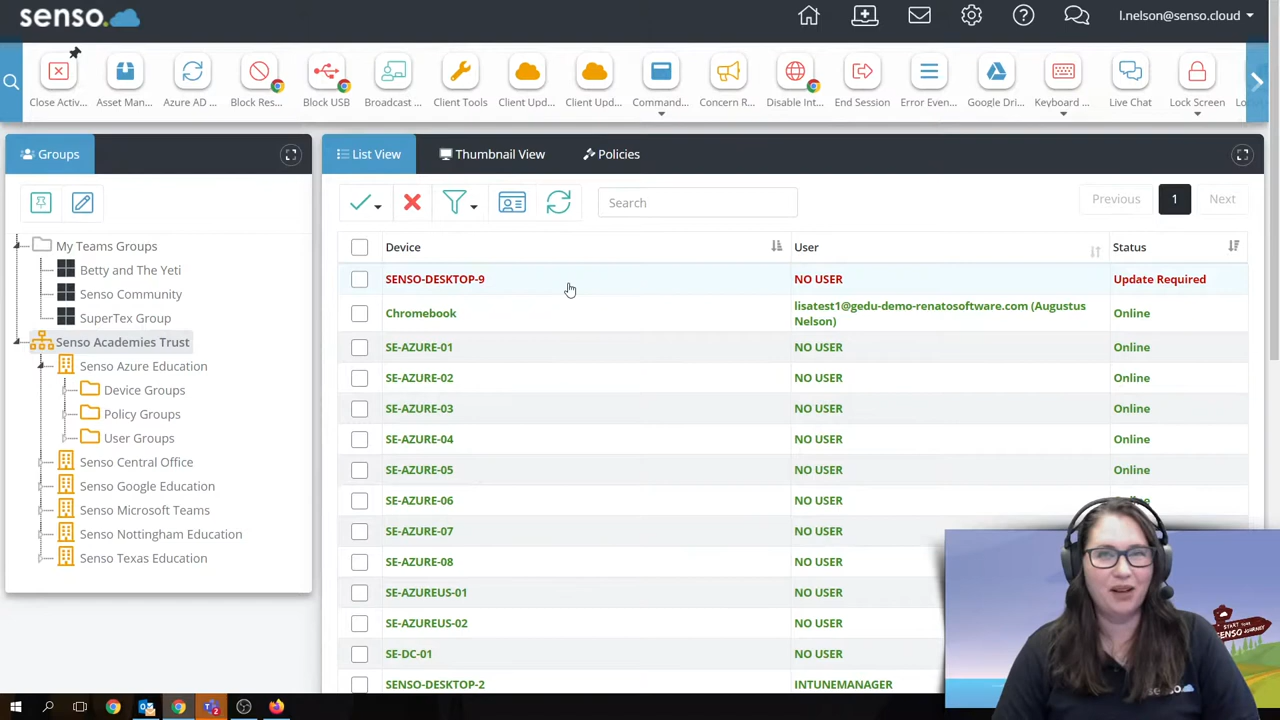 senso.
l.nelson@senso.cloud
Close Activ...
Asset Man...
Azure AD ...
Block Res...
Block USB
Broadcast ...
Client Tools
Client Upd...
Client Upd...
Command...
Concern R...
Disable Int...
End Session
Error Even...
Google Dri...
Keyboard ...
Live Chat
Lock Screen
Groups
List View
Thumbnail View
Policies
Search
Previous
1
Next
My Teams Groups
Betty and The Yeti
Senso Community
SuperTex Group
Senso Academies Trust
Senso Azure Education
Device Groups
Policy Groups
User Groups
Senso Central Office
Senso Google Education
Senso Microsoft Teams
Senso Nottingham Education
Senso Texas Education
Device User Status
SENSO-DESKTOP-9 NO USER Update Required
Chromebook lisatest1@gedu-demo-renatosoftware.com (Augustus Nelson) Online
SE-AZURE-01 NO USER Online
SE-AZURE-02 NO USER Online
SE-AZURE-03 NO USER Online
SE-AZURE-04 NO USER Online
SE-AZURE-05 NO USER Online
SE-AZURE-06 NO USER
SE-AZURE-07 NO USER
SE-AZURE-08 NO USER
SE-AZUREUS-01 NO USER
SE-AZUREUS-02 NO USER
SE-DC-01 NO USER
SENSO-DESKTOP-2 INTUNEMANAGER
START YOUR
SENSO JOURNEY
senso